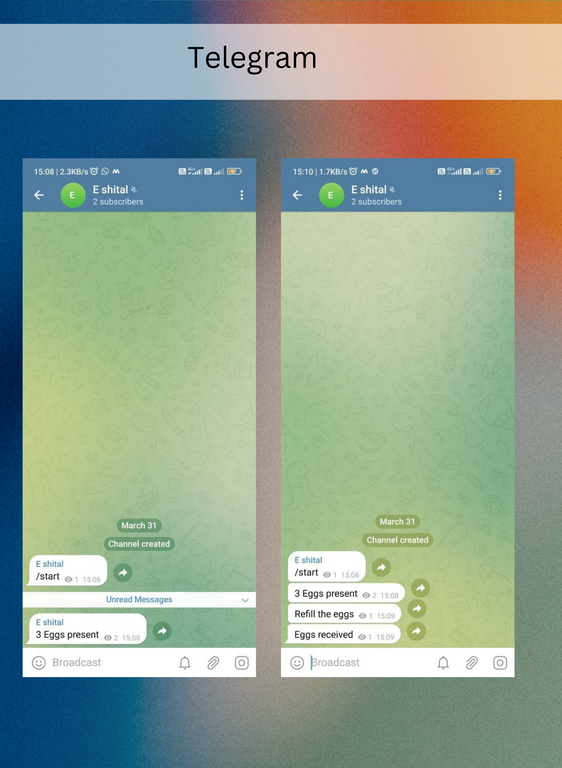 Telegram
15:08 | 2.3KB/s
E shital
E
2 subscribers
March 31
Channel created
E shital
/start 1 15:06
Unread Messages
E shital
3 Eggs present 2 15:08
Broadcast
15:10 | 1.7KB/s
E shital
E
2 subscribers
March 31
Channel created
E shital
/start 1 15:06
3 Eggs present 2 15:08
Refill the eggs 1 15:09
Eggs received 1 15:09
Broadcast